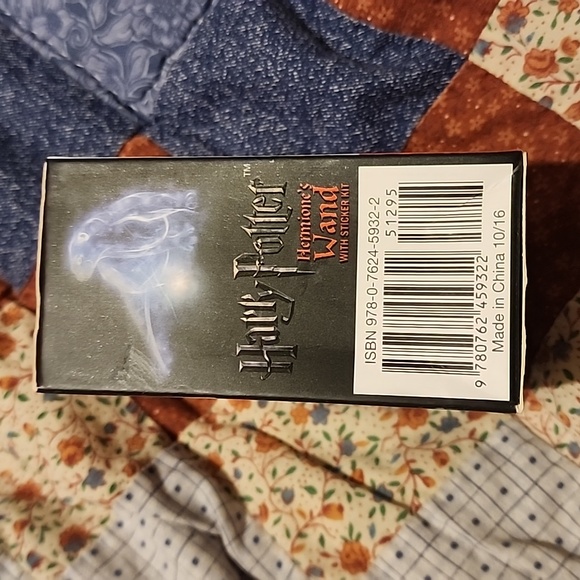 Harry Potter™
Hermione's
Wand
WITH STICKER KIT
ISBN 978-0-7624-5932-2
51295
9 780762 459322
Made in China 10/16